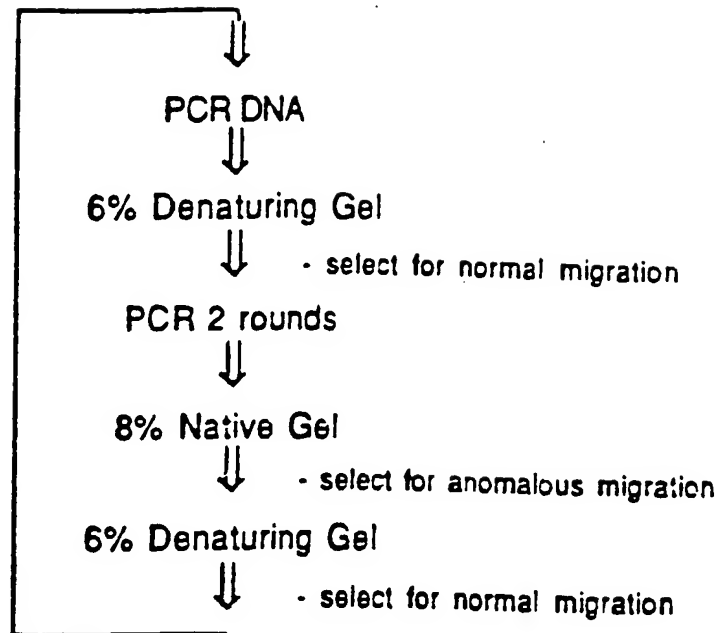 PCR DNA
6% Denaturing Gel
- select for normal migration
PCR 2 rounds
8% Native Gel
- select for anomalous migration
6% Denaturing Gel
- select for normal migration